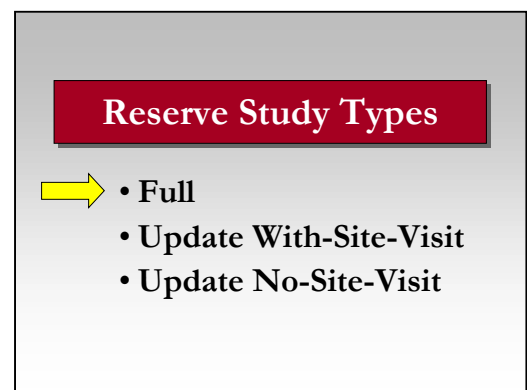 Reserve Study Types
• Full
• Update With-Site-Visit
• Update No-Site-Visit